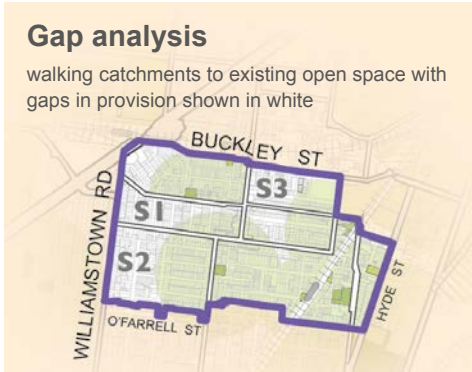 Gap analysis
walking catchments to existing open space with
gaps in provision shown in white
BUCKLEY ST
WILLIAMSTOWN RD
S3
S1
S2
HYDE ST
O'FARRELL ST